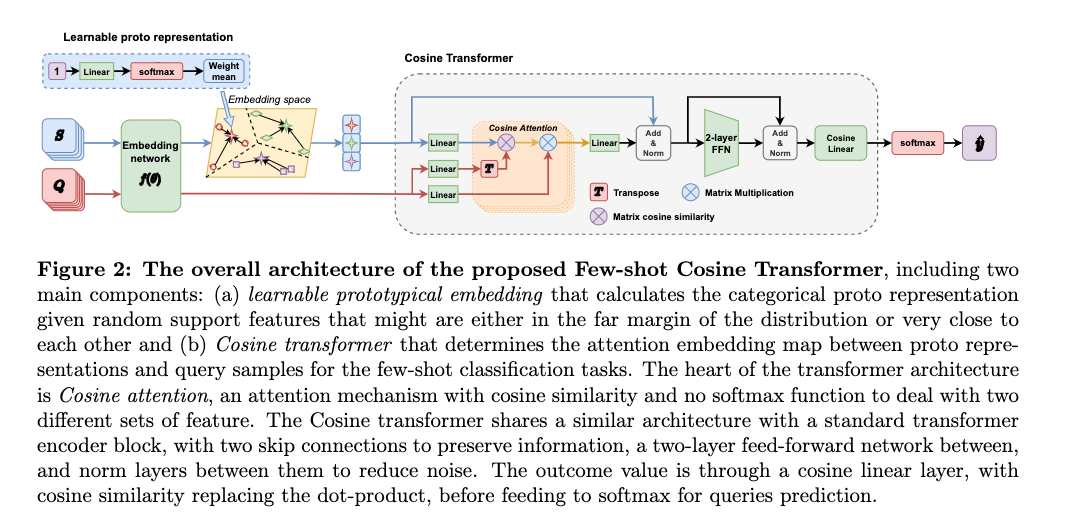 Learnable proto representation
1
Linear
softmax
Weight
mean
Cosine Transformer
Embedding space
S
Q
Embedding
network
f(θ)
Linear
Linear
Linear
Cosine Attention
T
Linear
Add
&
Norm
2-layer
FFN
Add
&
Norm
Cosine
Linear
softmax
ŷ
T Transpose
Matrix Multiplication
Matrix cosine similarity
Figure 2: The overall architecture of the proposed Few-shot Cosine Transformer, including two
main components: (a) learnable prototypical embedding that calculates the categorical proto representation
given random support features that might are either in the far margin of the distribution or very close to
each other and (b) Cosine transformer that determines the attention embedding map between proto repre-
sentations and query samples for the few-shot classification tasks. The heart of the transformer architecture
is Cosine attention, an attention mechanism with cosine similarity and no softmax function to deal with two
different sets of feature. The Cosine transformer shares a similar architecture with a standard transformer
encoder block, with two skip connections to preserve information, a two-layer feed-forward network between,
and norm layers between them to reduce noise. The outcome value is through a cosine linear layer, with
cosine similarity replacing the dot-product, before feeding to softmax for queries prediction.